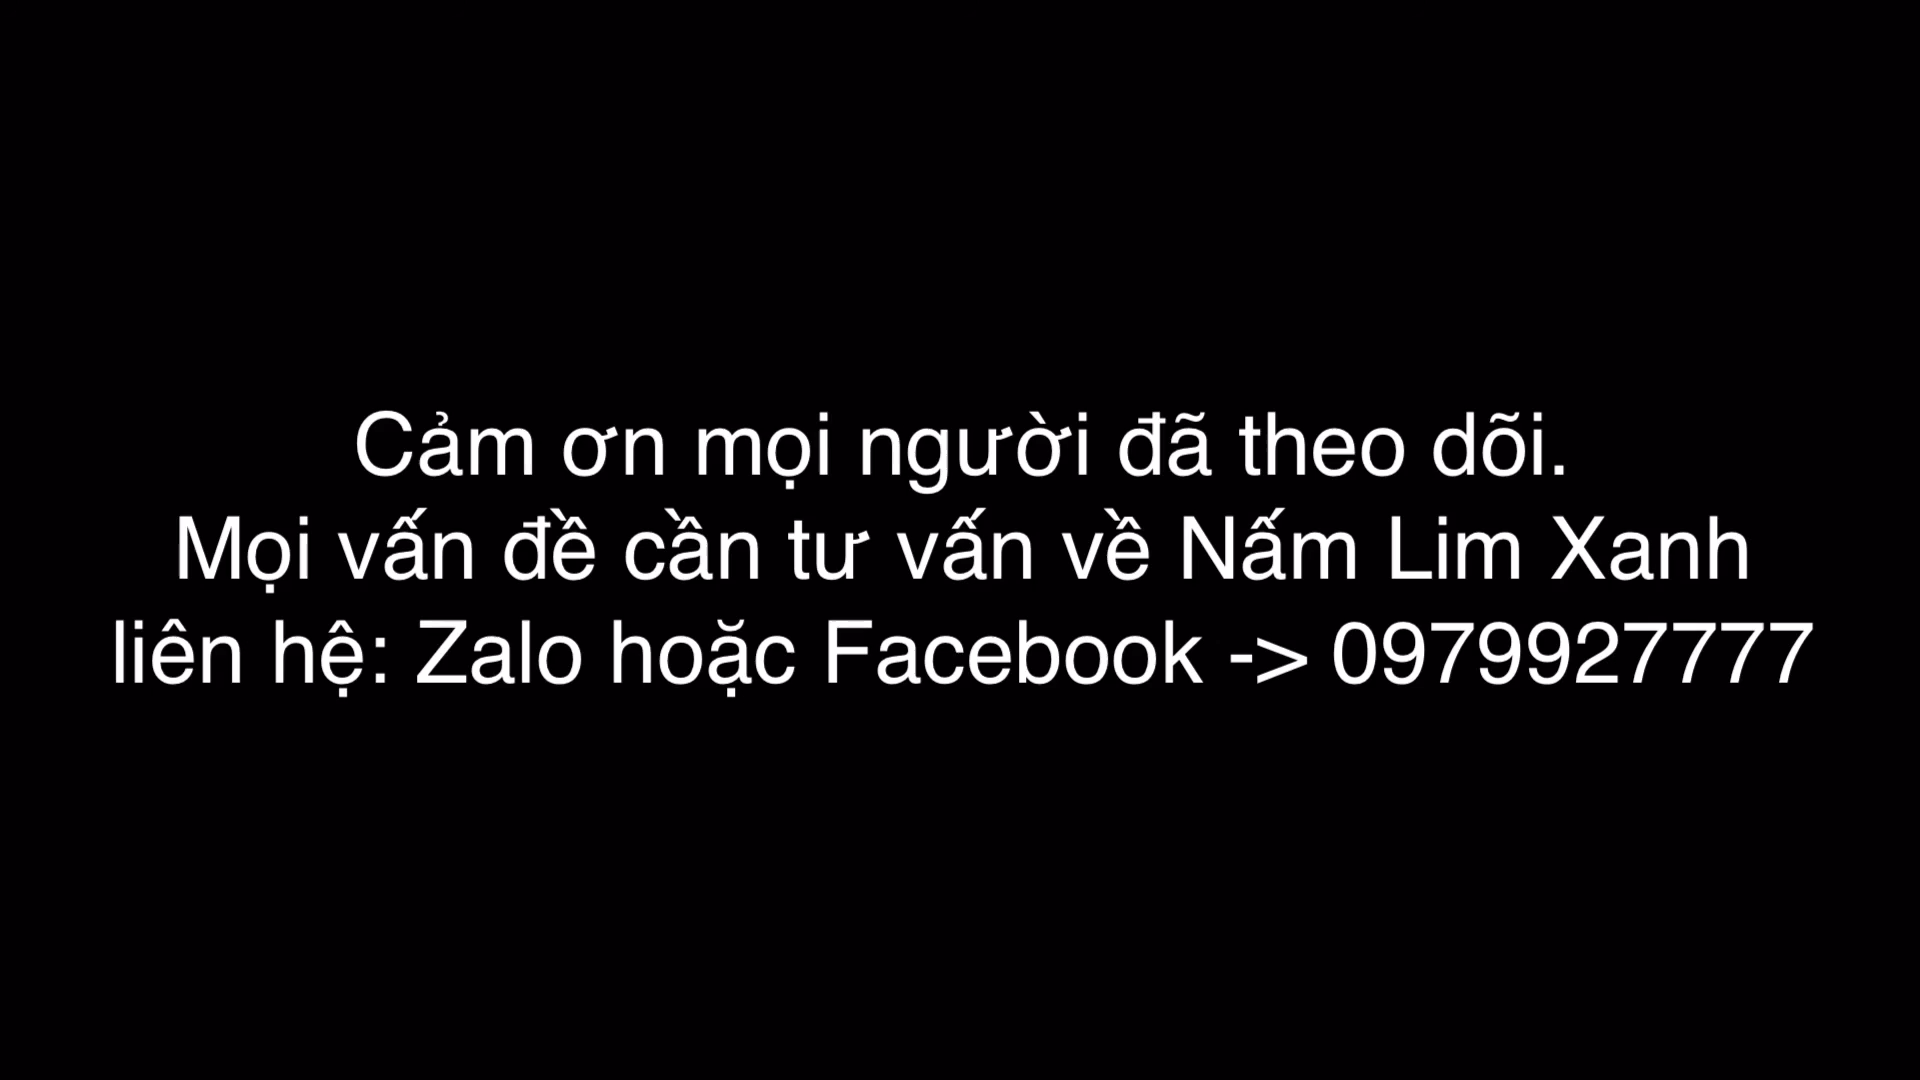 Cảm ơn mọi người đã theo dõi.
Mọi vấn đề cần tư vấn về Nấm Lim Xanh
liên hệ: Zalo hoặc Facebook -> 0979927777